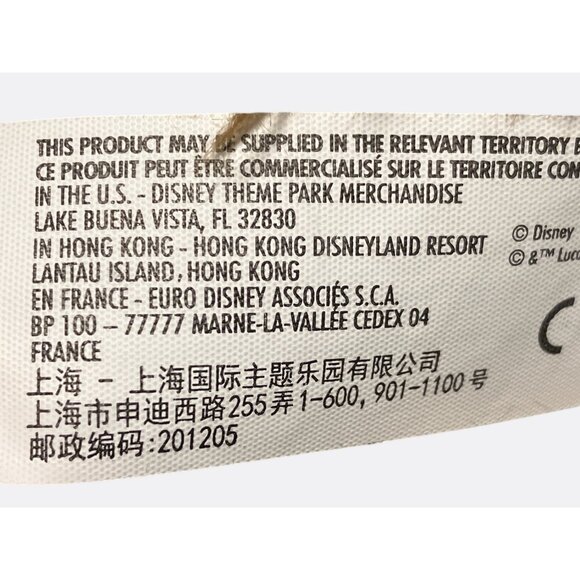 THIS PRODUCT MAY BE SUPPLIED IN THE RELEVANT TERRITORY
CE PRODUIT PEUT ÊTRE COMMERCIALISÉ SUR LE TERRITOIRE
IN THE U.S. - DISNEY THEME PARK MERCHANDISE
LAKE BUENA VISTA, FL 32830
IN HONG KONG - HONG KONG DISNEYLAND RESORT
LANTAU ISLAND, HONG KONG
EN FRANCE - EURO DISNEY ASSOCIÉS S.C.A.
BP 100 – 77777 MARNE-LA-VALLÉE CEDEX 04
FRANCE
上海 - 上海国际主题乐园有限公司
上海市申迪西路255弄1-600, 901-1100号
邮政编码:201205
© Disney
© &™